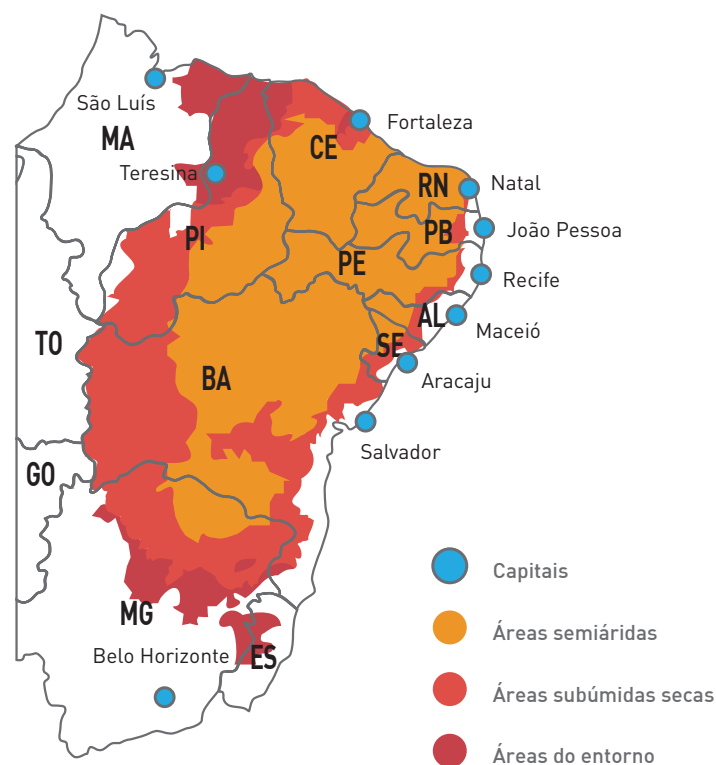 São Luís
MA
Fortaleza
CE
Teresina
RN
Natal
PI
PB
João Pessoa
PE
Recife
AL
Maceió
TO
SE
BA
Aracaju
Salvador
GO
Capitais
MG
Áreas semiáridas
Belo Horizonte
ES
Áreas subúmidas secas
Áreas do entorno